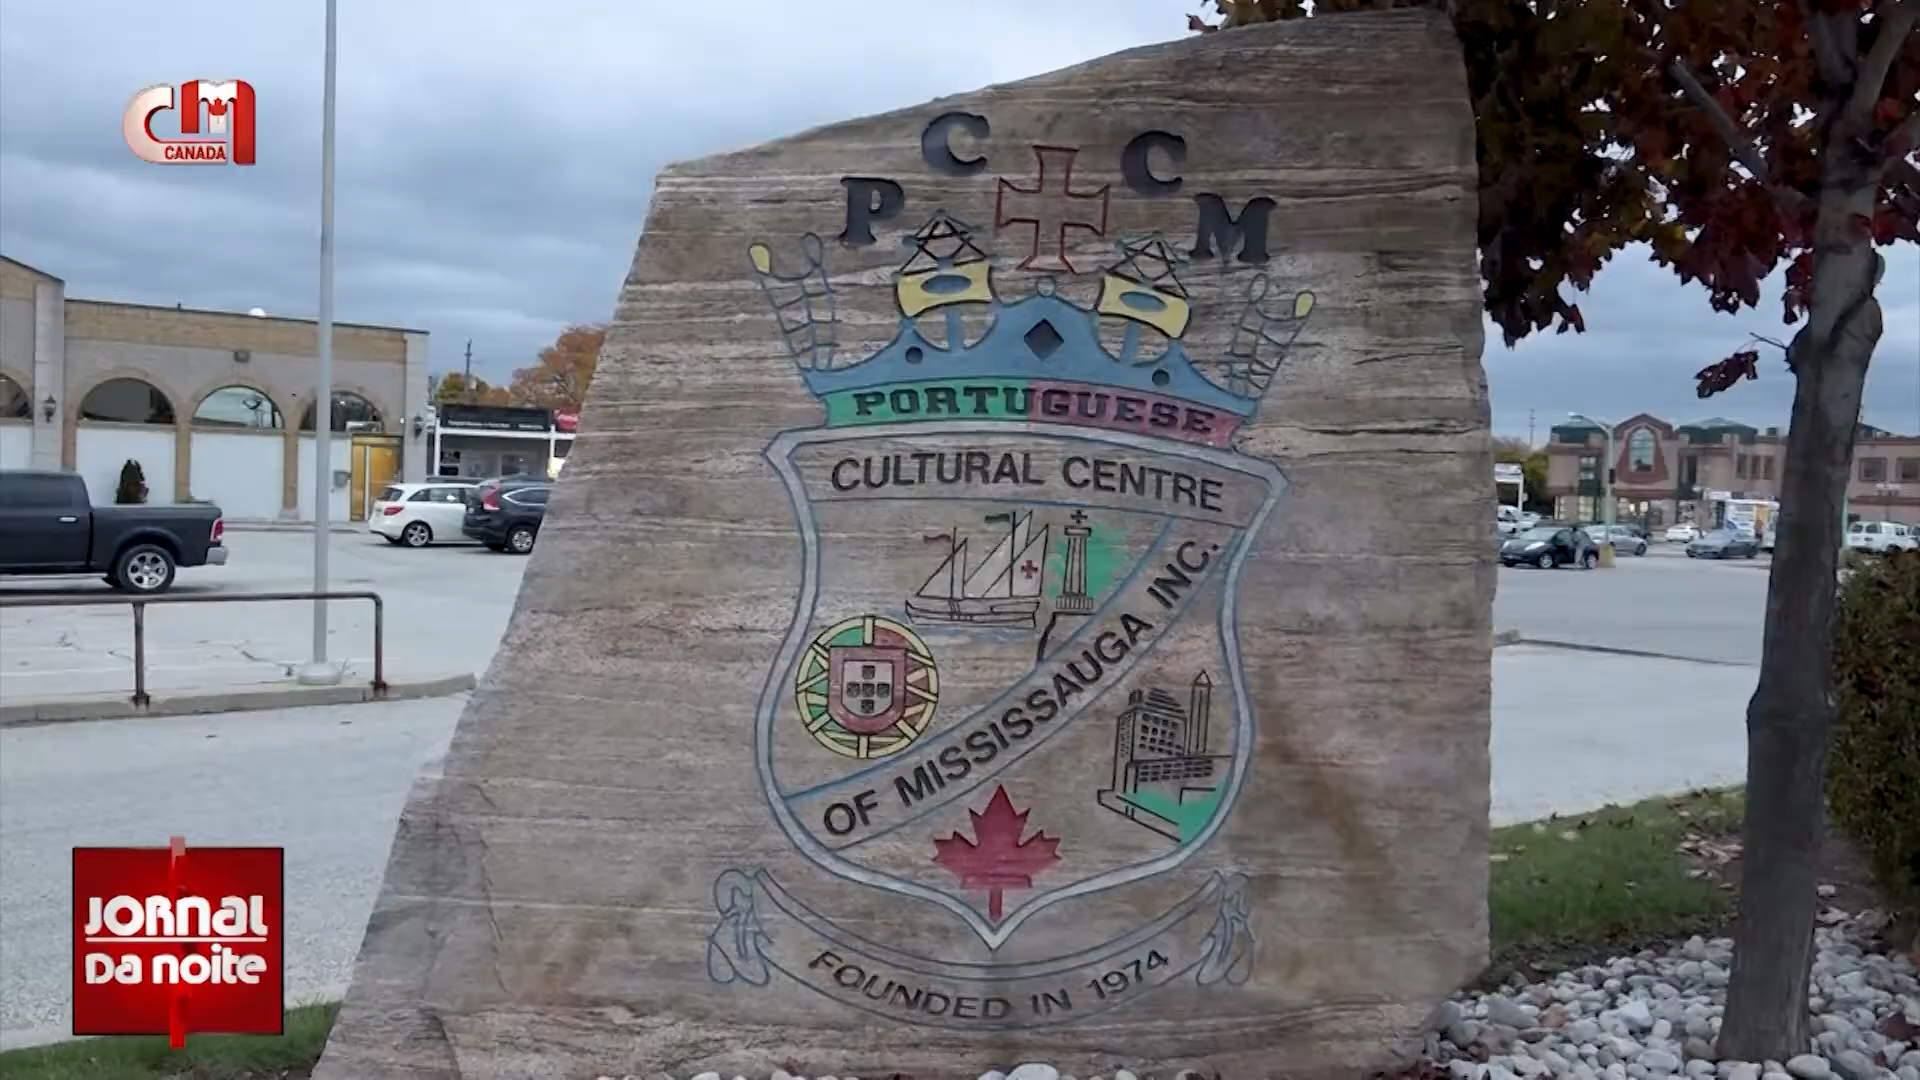 CM
CANADA
P C C M
PORTUGUESE
CULTURAL CENTRE
OF MISSISSAUGA INC.
FOUNDED IN 1974
JORNAL
DA NOITE